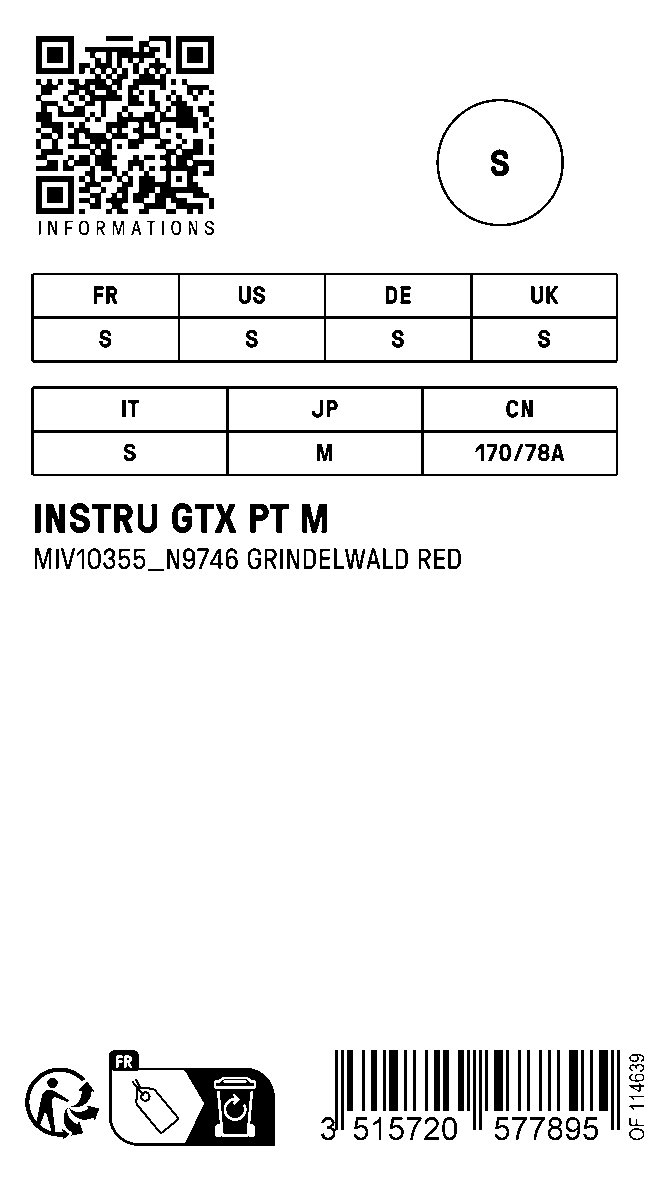 INFORMATIONS
S
FR US DE UK
S S S S
IT JP CN
S M 170/78A
INSTRU GTX PT M
MIV10355_N9746 GRINDELWALD RED
FR
3 515720 577895
OF 114639